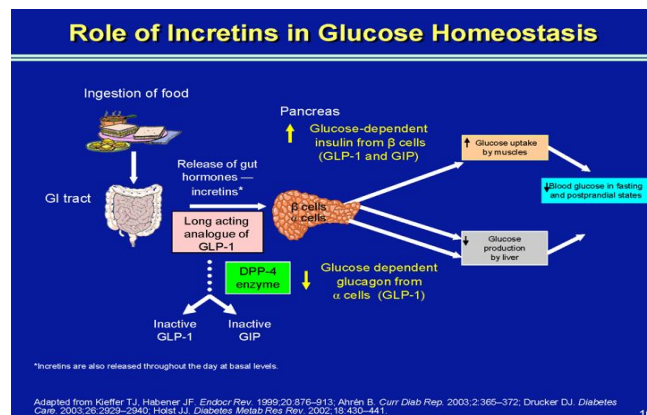 Role of Incretins in Glucose Homeostasis
Ingestion of food
GI tract
Release of gut
hormones —
incretins*
Long acting
analogue of
GLP-1
DPP-4
enzyme
Inactive
GLP-1
Inactive
GIP
Pancreas
↑ Glucose-dependent
insulin from β cells
(GLP-1 and GIP)
β cells
α cells
↓ Glucose dependent
glucagon from
α cells (GLP-1)
↑ Glucose uptake
by muscles
↓ Glucose
production
by liver
↓Blood glucose in fasting
and postprandial states
*Incretins are also released throughout the day at basal levels.
Adapted from Kieffer TJ, Habener JF. Endocr Rev. 1999;20:876–913; Ahrén B. Curr Diab Rep. 2003;2:365–372; Drucker DJ. Diabetes
Care. 2003;26:2929–2940; Holst JJ. Diabetes Metab Res Rev. 2002;18:430–441.